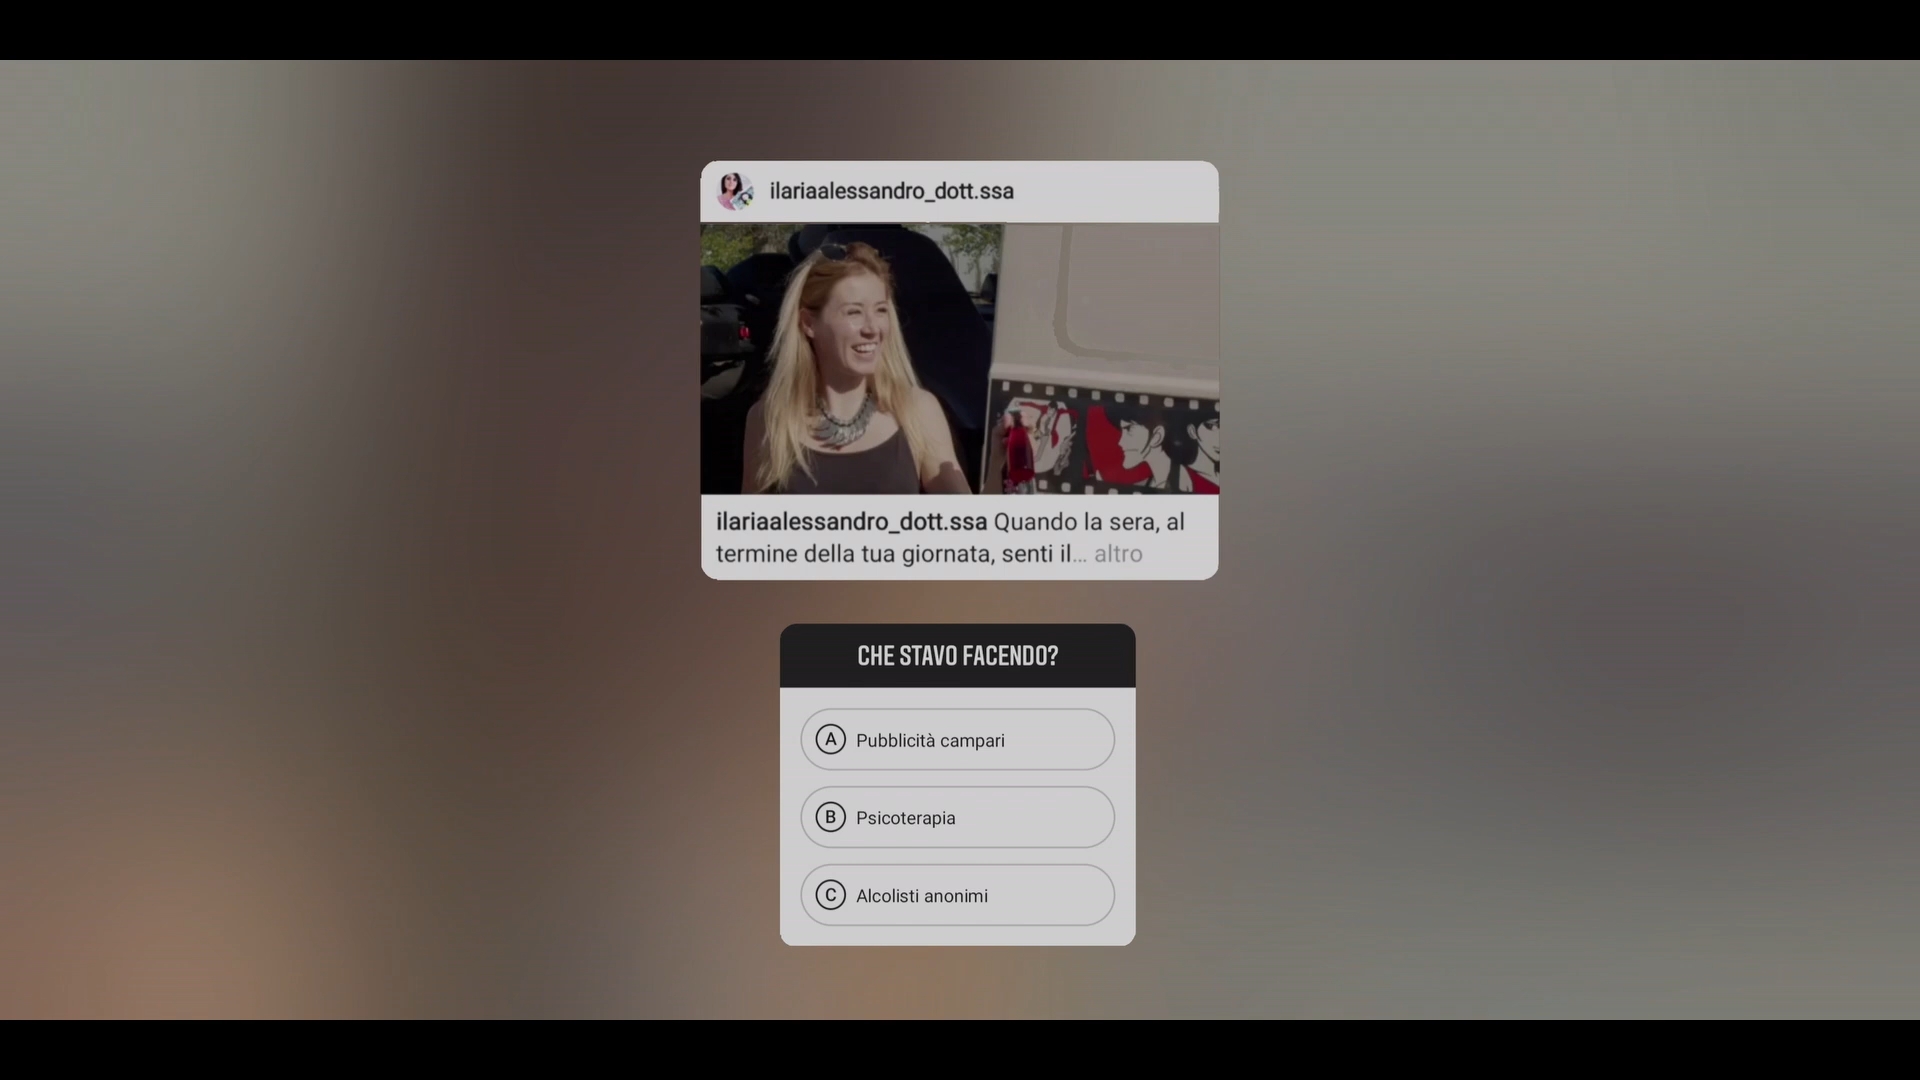 ilariaalessandro_dott.ssa
ilariaalessandro_dott.ssa Quando la sera, al
termine della tua giornata, senti il... altro
CHE STAVO FACENDO?
A Pubblicità campari
B Psicoterapia
C Alcolisti anonimi